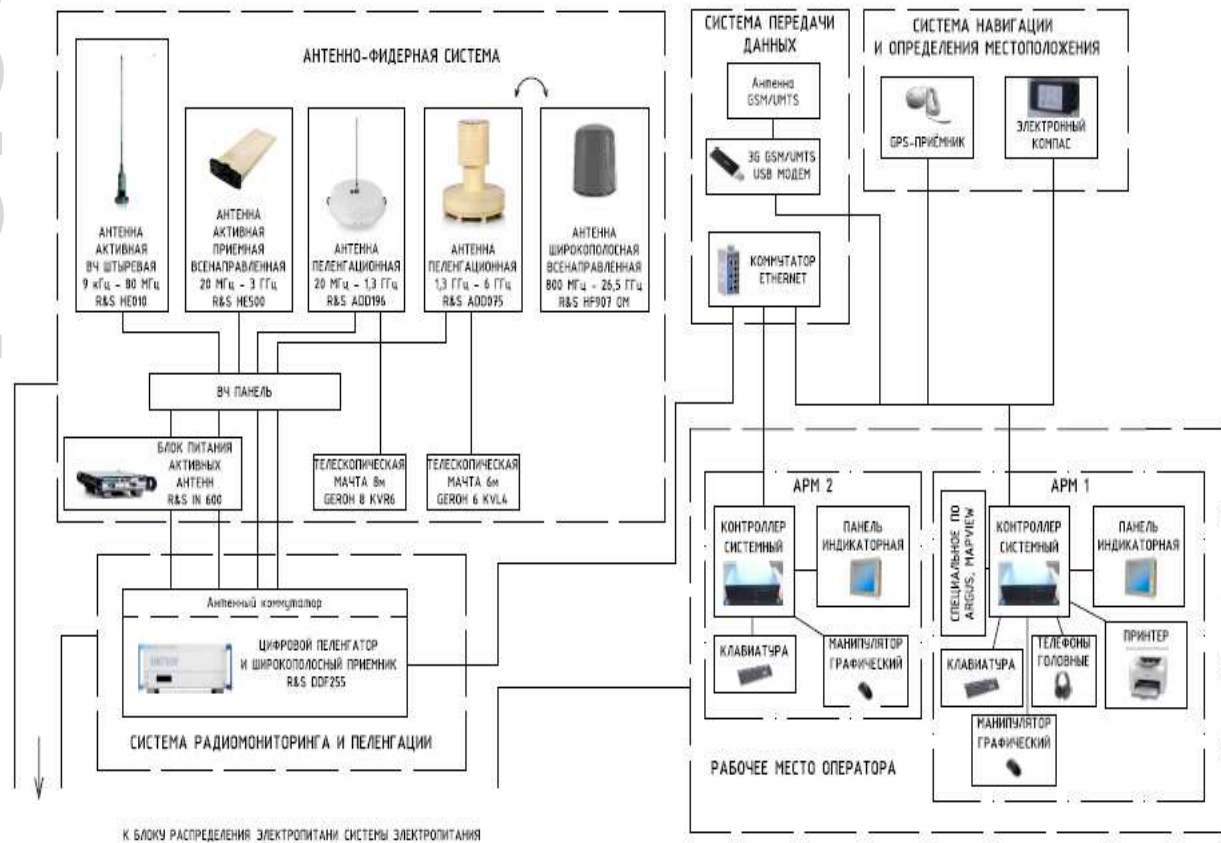 АНТЕННО-ФИДЕРНАЯ СИСТЕМА
АНТЕННА
АКТИВНАЯ
ВЧ ШТЫРЕВАЯ
9 кГц - 80 МГц
R&S HE010
АНТЕННА
АКТИВНАЯ
ПРИЕМНАЯ
ВСЕНАПРАВЛЕННАЯ
20 МГц - 3 ГГц
R&S HE500
АНТЕННА
ПЕЛЕНГАЦИОННАЯ
20 МГц - 1,3 ГГц
R&S ADD196
АНТЕННА
ПЕЛЕНГАЦИОННАЯ
1,3 ГГц - 6 ГГц
R&S ADD075
АНТЕННА
ШИРОКОПОЛОСНАЯ
ВСЕНАПРАВЛЕННАЯ
800 МГц - 26,5 ГГц
R&S HF907 OM
ВЧ ПАНЕЛЬ
БЛОК ПИТАНИЯ
АКТИВНЫХ
АНТЕНН
R&S IN 600
ТЕЛЕСКОПИЧЕСКАЯ
МАЧТА 8м
GEROH 8 KVR6
ТЕЛЕСКОПИЧЕСКАЯ
МАЧТА 6м
GEROH 6 KVL4
СИСТЕМА ПЕРЕДАЧИ
ДАННЫХ
Антенна
GSM/UMTS
3G GSM/UMTS
USB МОДЕМ
КОММУТАТОР
ETHERNET
СИСТЕМА НАВИГАЦИИ
И ОПРЕДЕЛЕНИЯ МЕСТОПОЛОЖЕНИЯ
GPS-ПРИЁМНИК
ЭЛЕКТРОННЫЙ
КОМПАС
Антенный коммутатор
ЦИФРОВОЙ ПЕЛЕНГАТОР
И ШИРОКОПОЛОСНЫЙ ПРИЕМНИК
R&S DDF255
СИСТЕМА РАДИОМОНИТОРИНГА И ПЕЛЕНГАЦИИ
АРМ 2
КОНТРОЛЛЕР
СИСТЕМНЫЙ
ПАНЕЛЬ
ИНДИКАТОРНАЯ
КЛАВИАТУРА
МАНИПУЛЯТОР
ГРАФИЧЕСКИЙ
АРМ 1
СПЕЦИАЛЬНОЕ ПО
ARGUS, MAPVIEW
КОНТРОЛЛЕР
СИСТЕМНЫЙ
ПАНЕЛЬ
ИНДИКАТОРНАЯ
КЛАВИАТУРА
ТЕЛЕФОНЫ
ГОЛОВНЫЕ
ПРИНТЕР
МАНИПУЛЯТОР
ГРАФИЧЕСКИЙ
РАБОЧЕЕ МЕСТО ОПЕРАТОРА
К БЛОКУ РАСПРЕДЕЛЕНИЯ ЭЛЕКТРОПИТАНИ СИСТЕМЫ ЭЛЕКТРОПИТАНИЯ